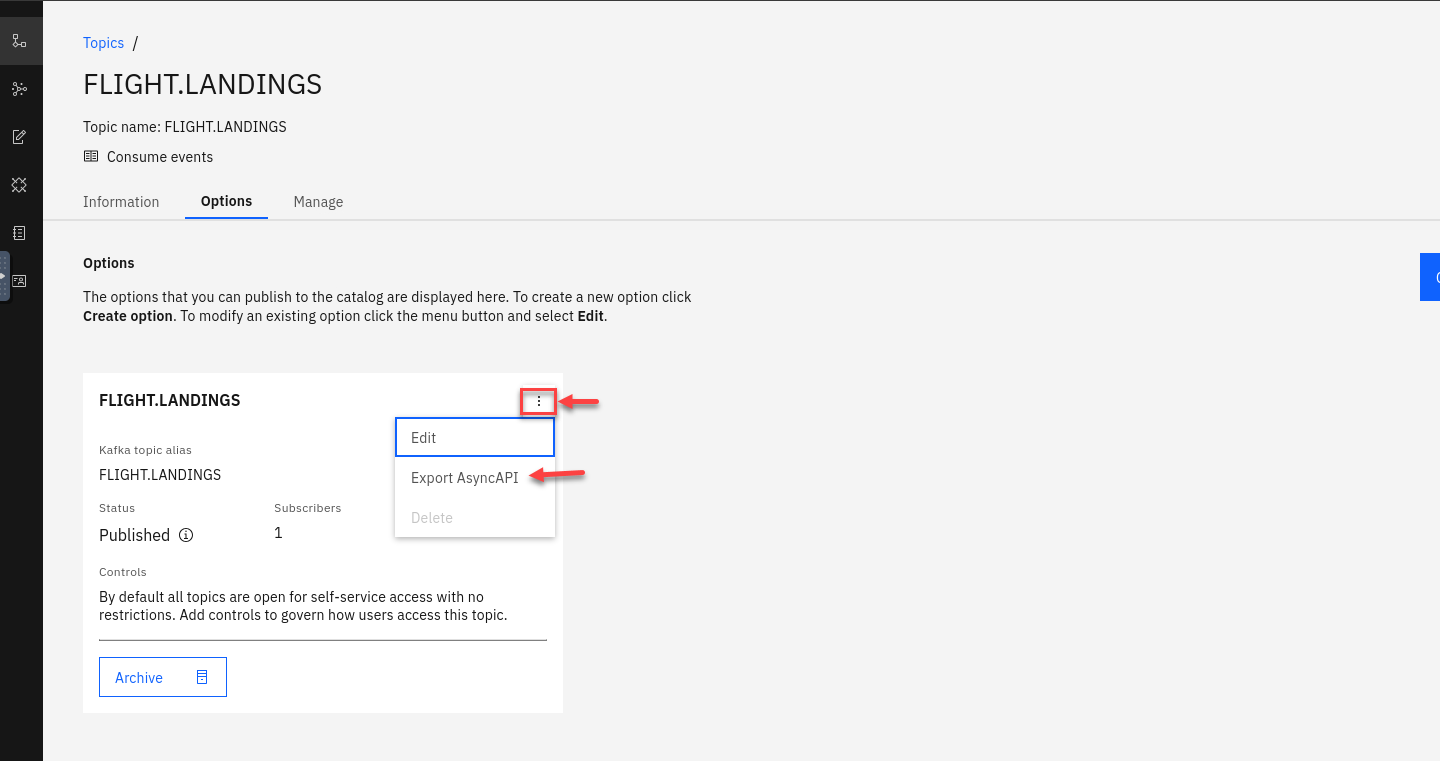 Topics /
FLIGHT.LANDINGS
Topic name: FLIGHT.LANDINGS
Consume events
Information Options Manage
Options
The options that you can publish to the catalog are displayed here. To create a new option click
Create option. To modify an existing option click the menu button and select Edit.
FLIGHT.LANDINGS
Edit
Kafka topic alias
FLIGHT.LANDINGS
Export AsyncAPI
Status Subscribers
Delete
Published 1
Controls
By default all topics are open for self-service access with no
restrictions. Add controls to govern how users access this topic.
Archive